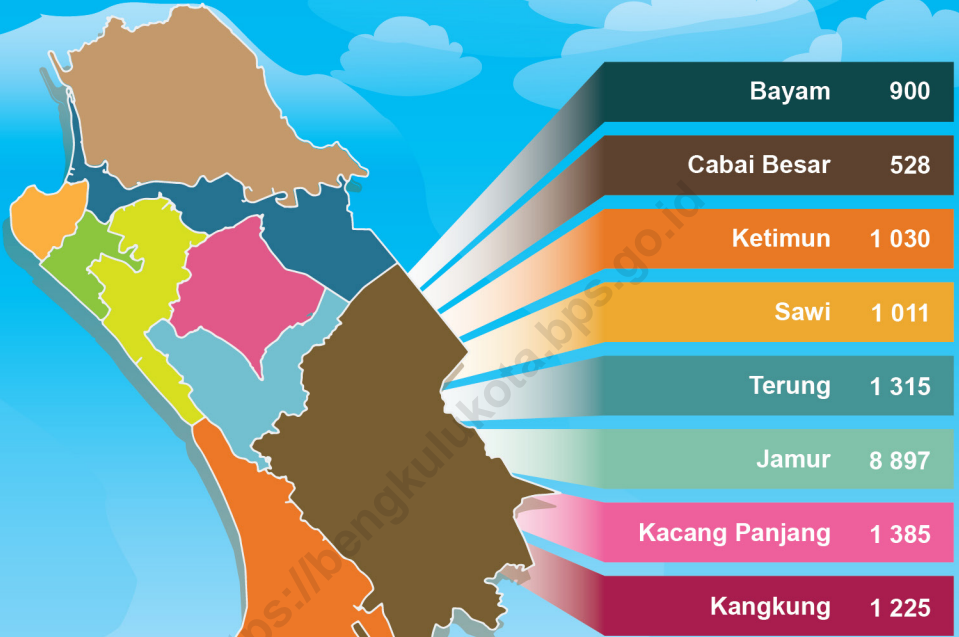 Bayam 900
Cabai Besar 528
Ketimun 1 030
Sawi 1 011
Terung 1 315
Jamur 8 897
Kacang Panjang 1 385
Kangkung 1 225
ps://bengkulukota.bps.go.id